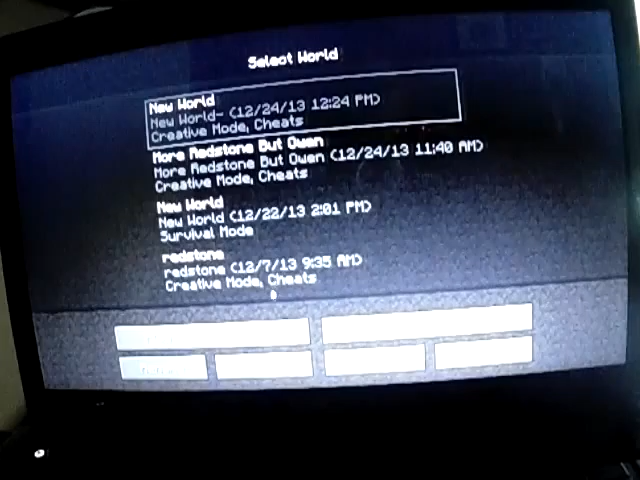 Select World
New World
New World- (12/24/13 12:24 PM)
Creative Mode, Cheats
More Redstone But Owen
More Redstone But Owen (12/24/13 11:40 AM)
Creative Mode, Cheats
New World
New World (12/22/13 2:01 PM)
Survival Mode
redstone
redstone (12/7/13 9:35 AM)
Creative Mode, Cheats